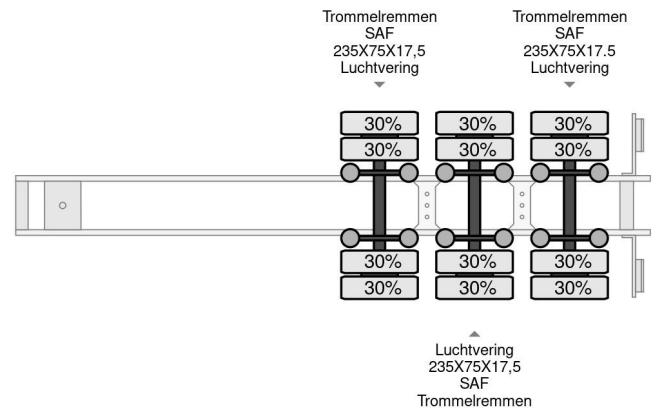 Trommelremmen
SAF
235X75X17,5
Luchtvering
Trommelremmen
SAF
235X75X17.5
Luchtvering
30% 30% 30%
30% 30% 30%
30% 30% 30%
30% 30% 30%
Luchtvering
235X75X17,5
SAF
Trommelremmen